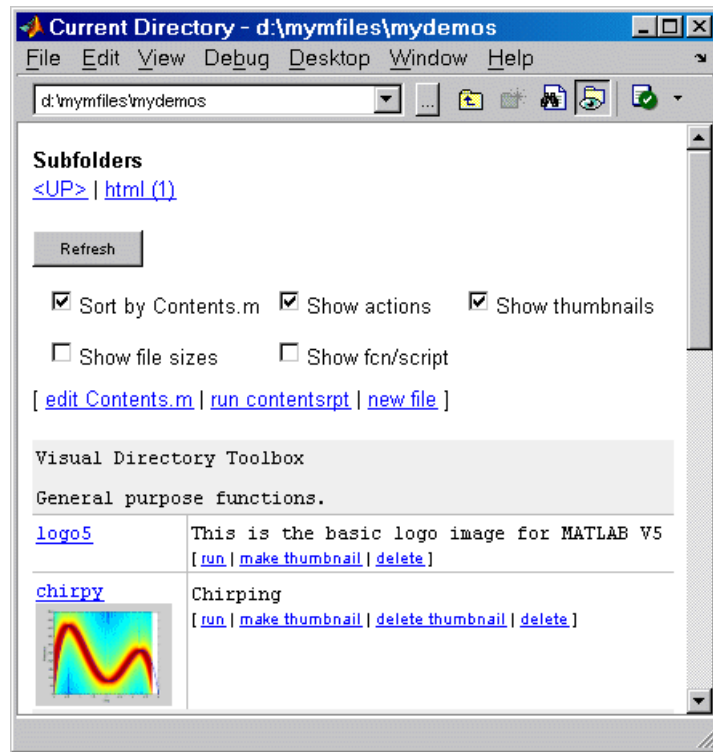 Current Directory - d:\mymfiles\mydemos
File Edit View Debug Desktop Window Help
d:\mymfiles\mydemos ...
Subfolders
<UP> | html (1)
Refresh
Sort by Contents.m Show actions Show thumbnails
Show file sizes Show fcn/script
[ edit Contents.m | run contentsrpt | new file ]
Visual Directory Toolbox
General purpose functions.
logo5 This is the basic logo image for MATLAB V5
[ run | make thumbnail | delete ]
chirpy Chirping
[ run | make thumbnail | delete thumbnail | delete ]